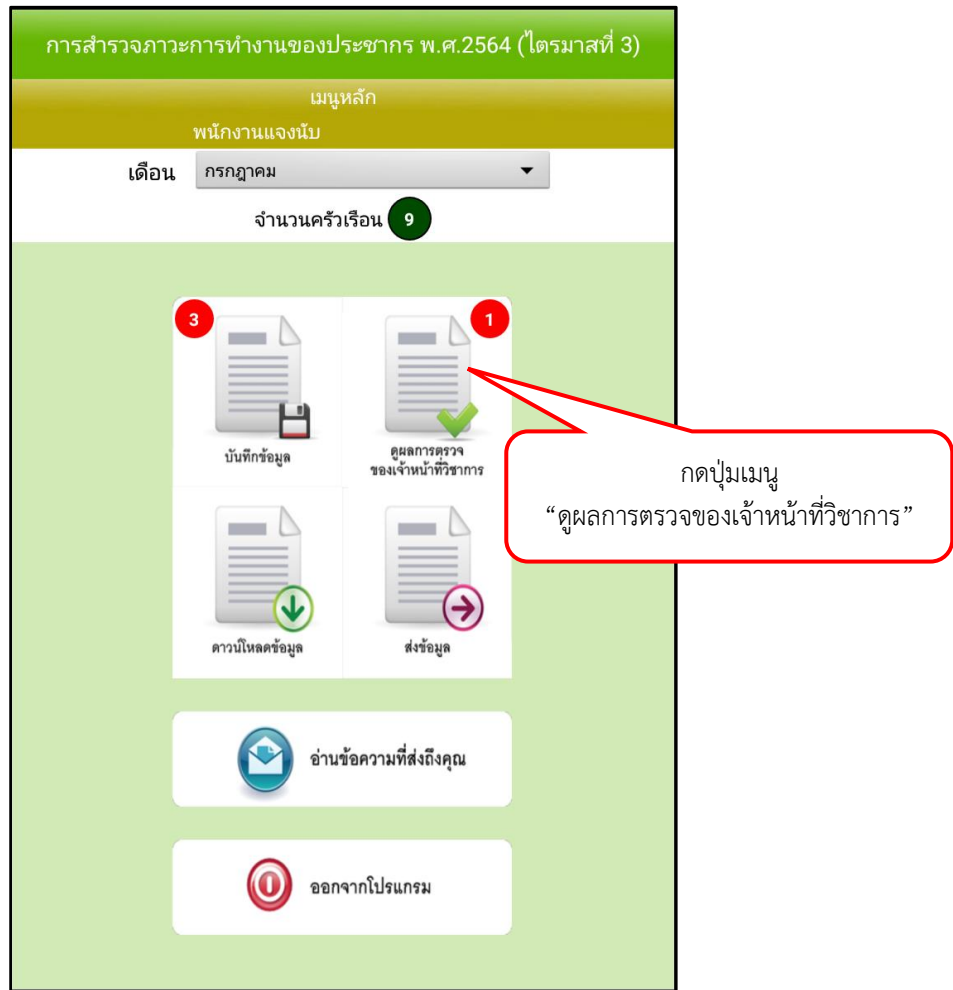 การสำรวจภาวะการทำงานของประชากร พ.ศ.2564 (ไตรมาสที่ 3)
เมนูหลัก
พนักงานแจงนับ
เดือน กรกฎาคม
จำนวนครัวเรือน 9
3 1
บันทึกข้อมูล
ดูผลการตรวจ
ของเจ้าหน้าที่วิชาการ
กดปุ่มเมนู
“ดูผลการตรวจของเจ้าหน้าที่วิชาการ”
ดาวน์โหลดข้อมูล ส่งข้อมูล
อ่านข้อความที่ส่งถึงคุณ
ออกจากโปรแกรม